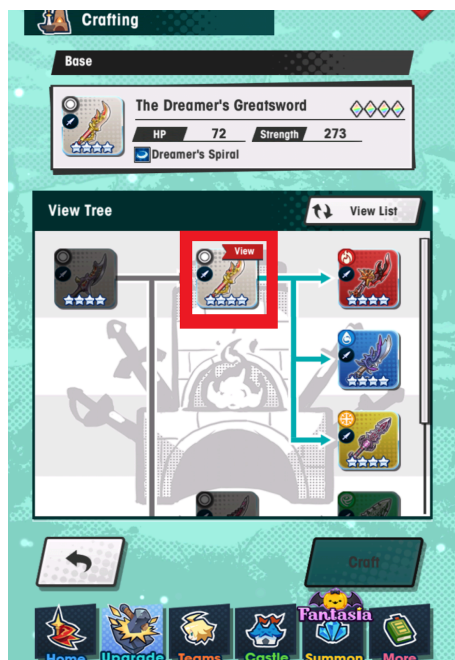 Crafting
Base
The Dreamer's Greatsword
HP 72 Strength 273
Dreamer's Spiral
View Tree View List
View
Craft
Fantasia
Home Upgrade Teams Castle Summon More